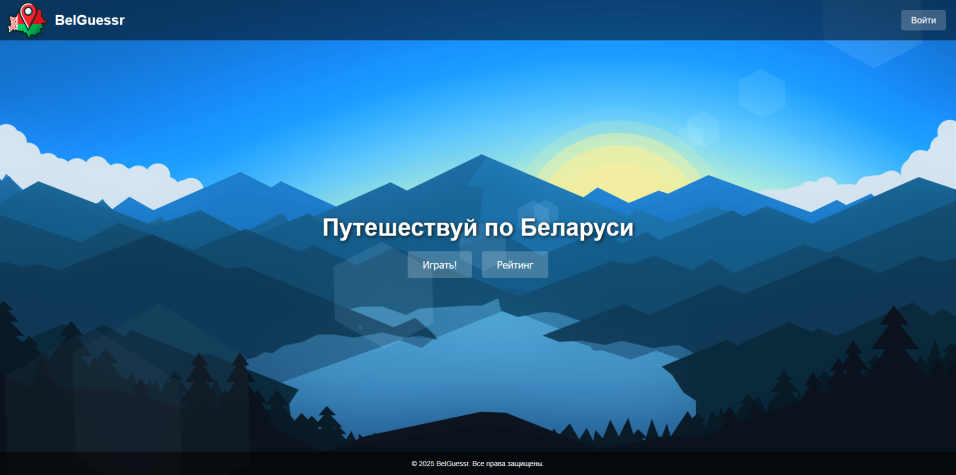 BelGuessr
Войти
Путешествуй по Беларуси
Играть!
Рейтинг
© 2025 BelGuessr. Все права защищены.